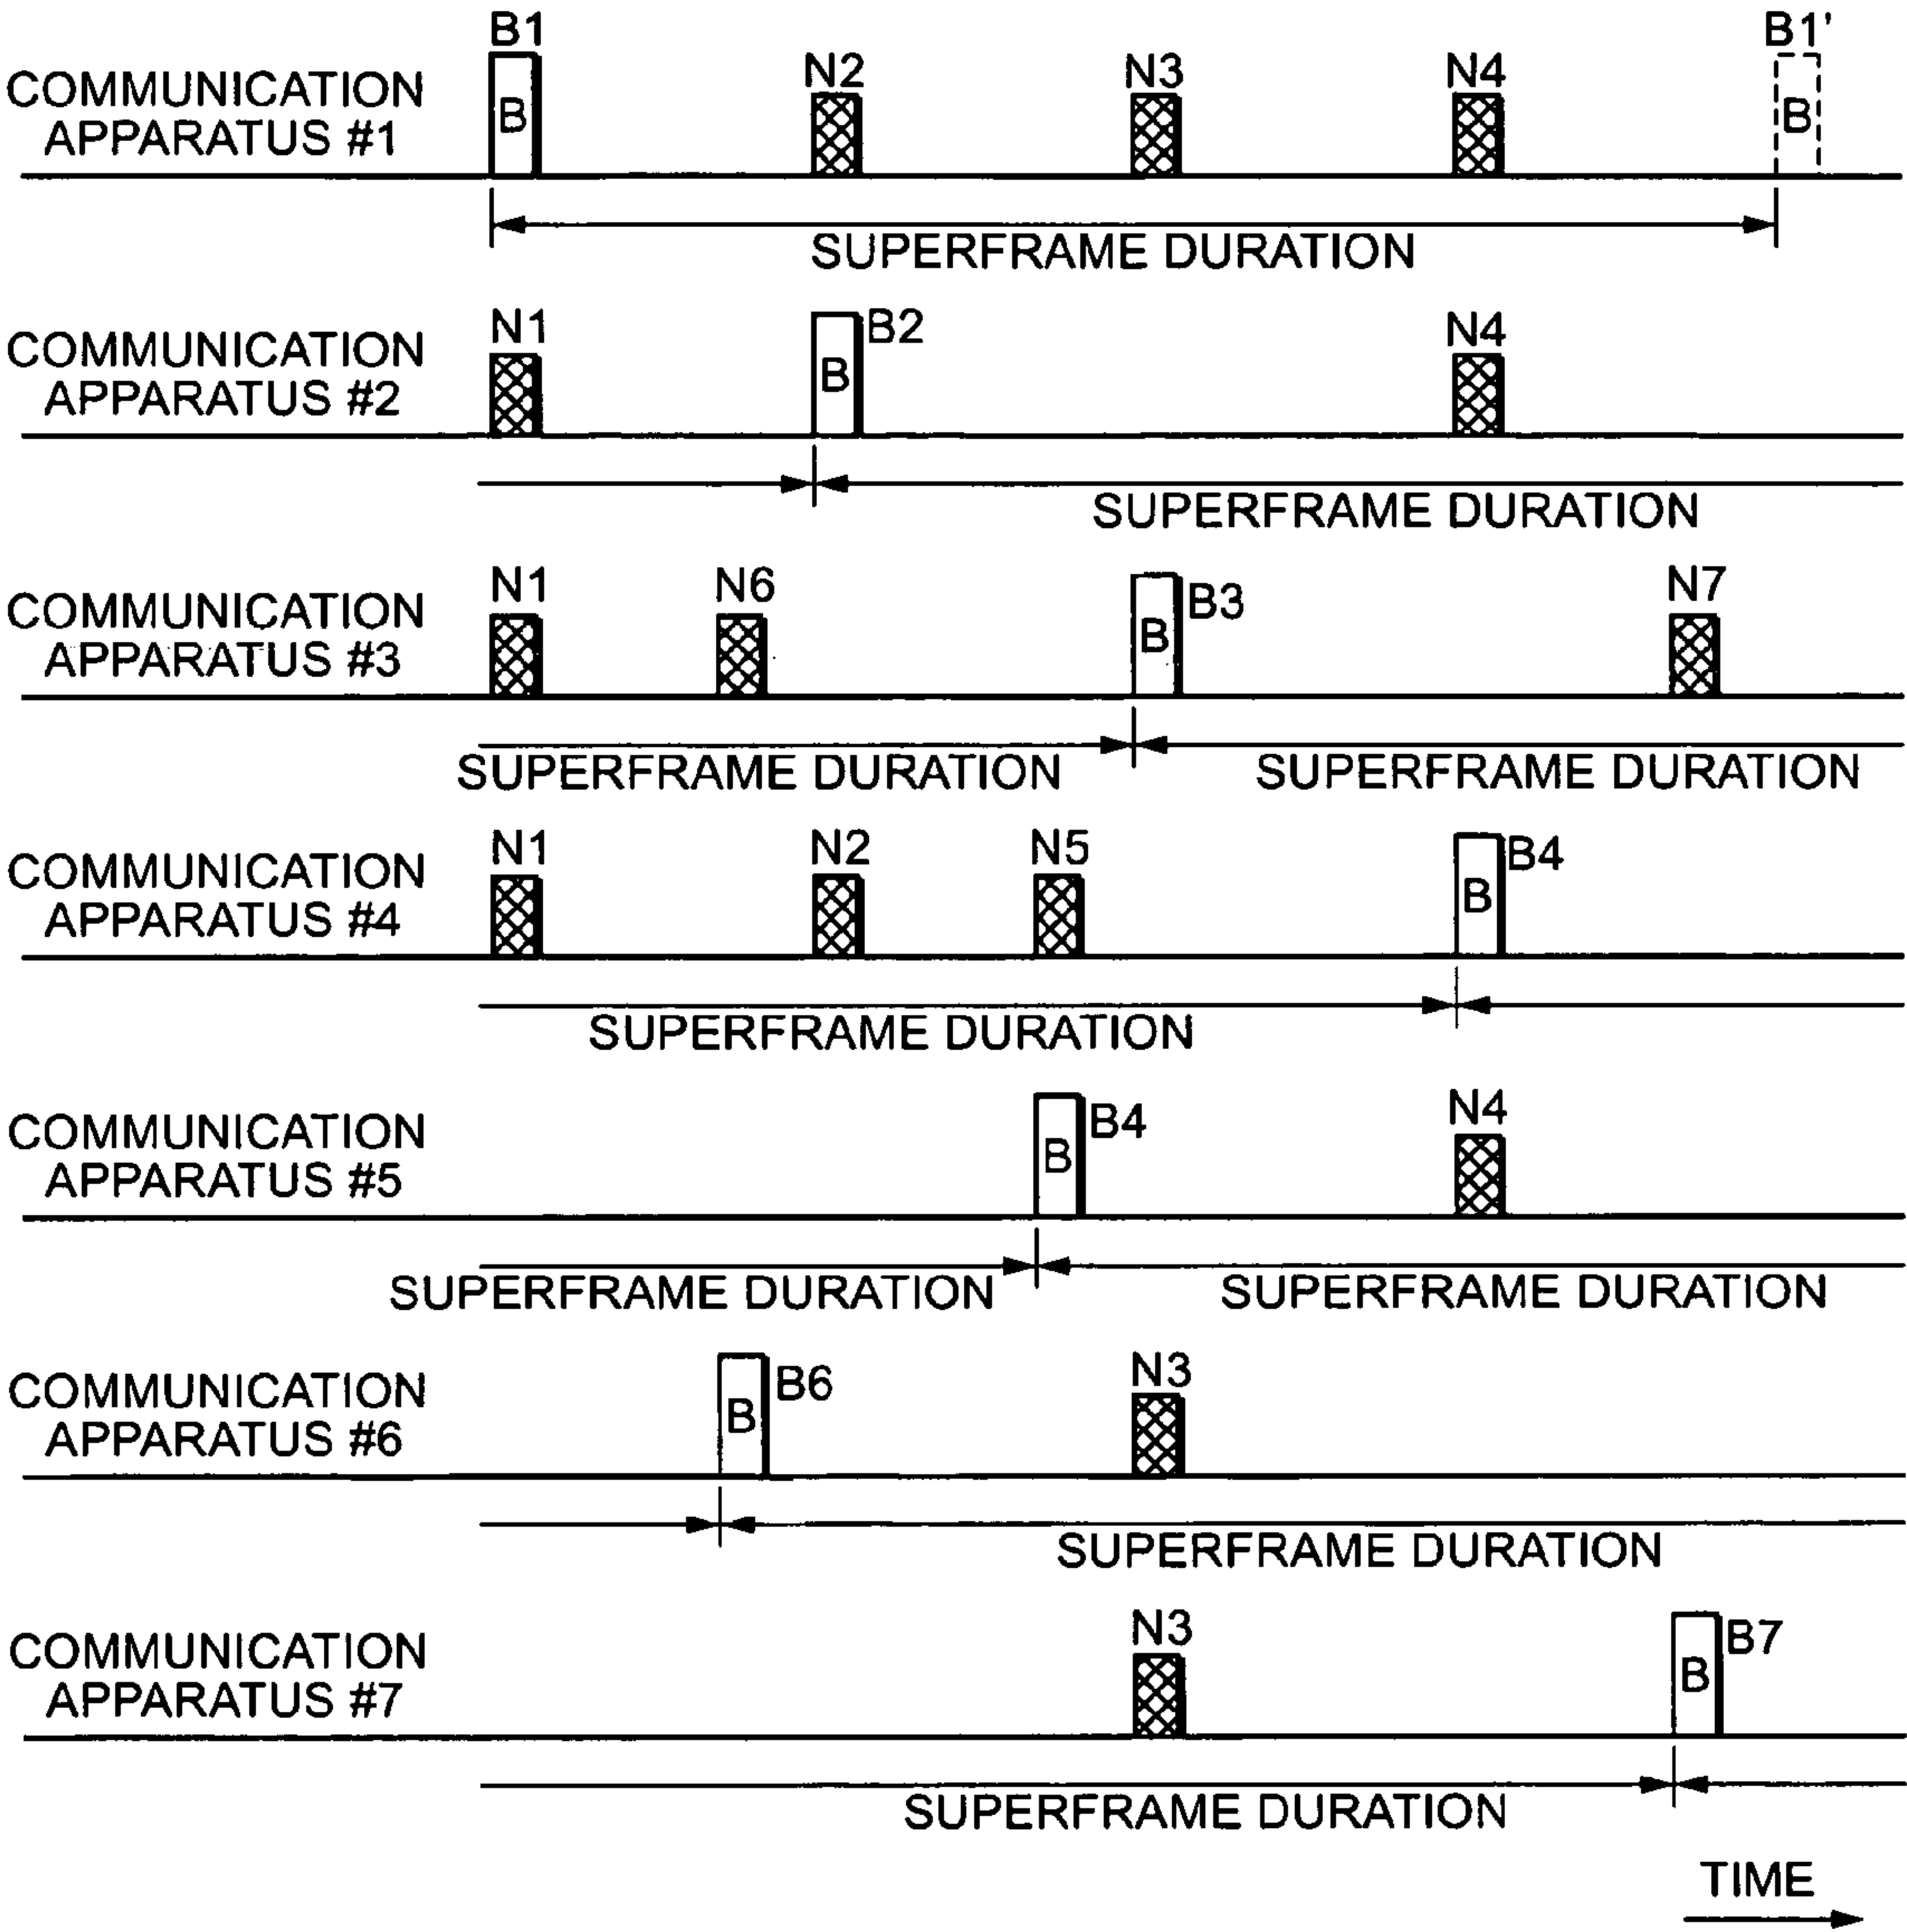 B1 B1'
N2 N3 N4
COMMUNICATION
APPARATUS #1
B B
SUPERFRAME DURATION
N1 B2 N4
COMMUNICATION
APPARATUS #2
B
SUPERFRAME DURATION
N1 N6 B3 N7
COMMUNICATION
APPARATUS #3
B
SUPERFRAME DURATION SUPERFRAME DURATION
N1 N2 N5 B4
COMMUNICATION
APPARATUS #4
B
SUPERFRAME DURATION
B4 N4
COMMUNICATION
APPARATUS #5
B
SUPERFRAME DURATION SUPERFRAME DURATION
B6 N3
COMMUNICATION
APPARATUS #6
B
SUPERFRAME DURATION
N3 B7
COMMUNICATION
APPARATUS #7
B
SUPERFRAME DURATION
TIME